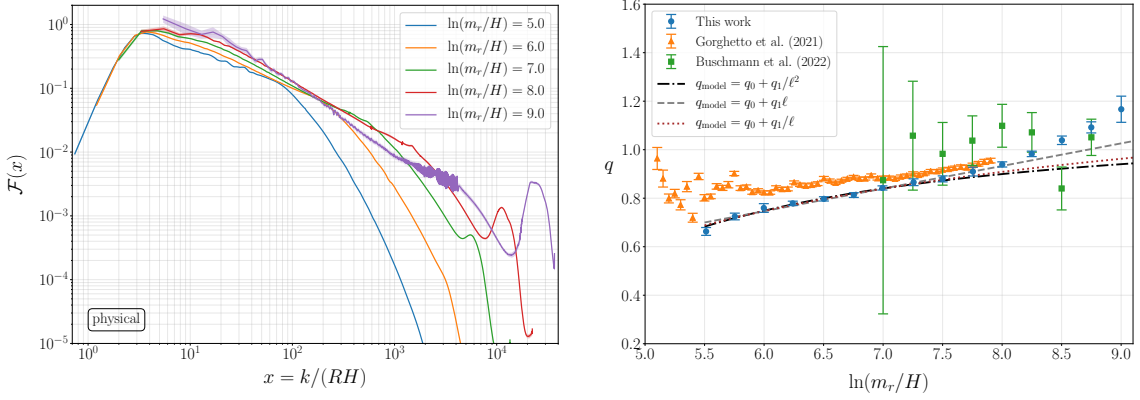 10^0
10^-1
10^-2
10^-3
10^-4
10^-5
F(x)
ln(m_r/H) = 5.0
ln(m_r/H) = 6.0
ln(m_r/H) = 7.0
ln(m_r/H) = 8.0
ln(m_r/H) = 9.0
physical
10^0 10^1 10^2 10^3 10^4
x = k/(RH)
1.6
1.4
1.2
1.0
0.8
0.6
0.4
0.2
q
This work
Gorghetto et al. (2021)
Buschmann et al. (2022)
q_model = q_0 + q_1/ℓ^2
q_model = q_0 + q_1ℓ
q_model = q_0 + q_1/ℓ
5.0 5.5 6.0 6.5 7.0 7.5 8.0 8.5 9.0
ln(m_r/H)